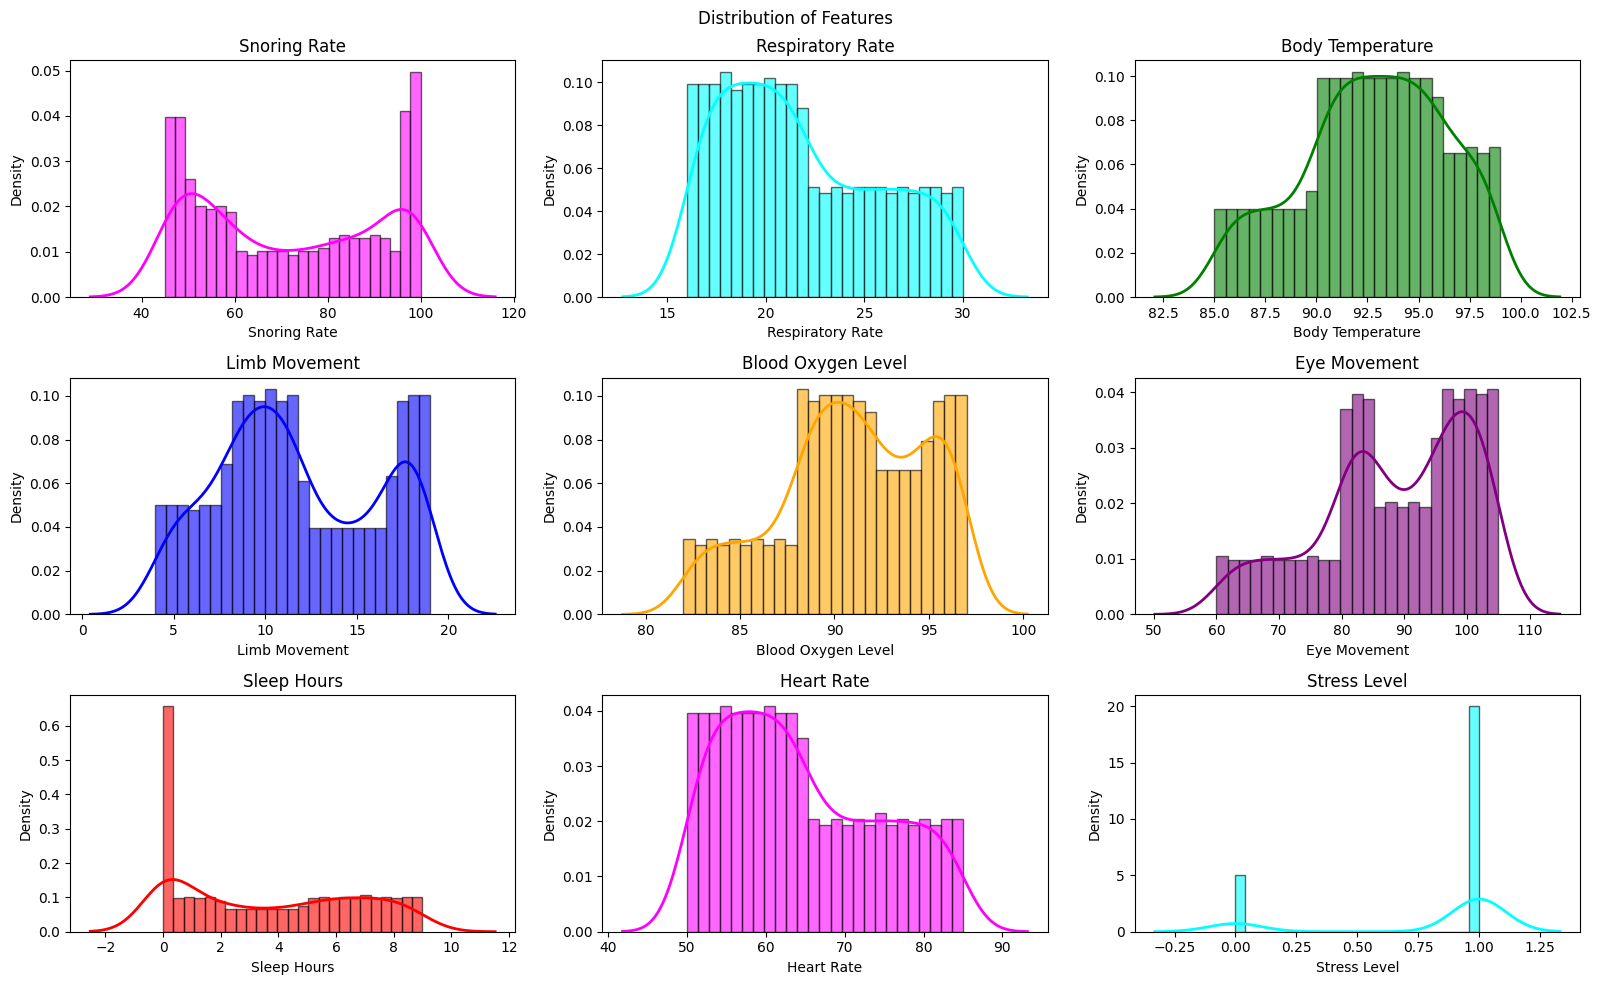 Distribution of Features
Snoring Rate
Respiratory Rate
Body Temperature
0.05
0.04
0.03
0.02
0.01
0.00
Density
40 60 80 100 120
Snoring Rate
0.10
0.08
0.06
0.04
0.02
0.00
Density
15 20 25 30
Respiratory Rate
0.10
0.08
0.06
0.04
0.02
0.00
Density
82.5 85.0 87.5 90.0 92.5 95.0 97.5 100.0 102.5
Body Temperature
Limb Movement
Blood Oxygen Level
Eye Movement
0.10
0.08
0.06
0.04
0.02
0.00
Density
0 5 10 15 20
Limb Movement
0.10
0.08
0.06
0.04
0.02
0.00
Density
80 85 90 95 100
Blood Oxygen Level
0.04
0.03
0.02
0.01
0.00
Density
50 60 70 80 90 100 110
Eye Movement
Sleep Hours
Heart Rate
Stress Level
0.6
0.5
0.4
0.3
0.2
0.1
0.0
Density
−2 0 2 4 6 8 10 12
Sleep Hours
0.04
0.03
0.02
0.01
0.00
Density
40 50 60 70 80 90
Heart Rate
20
15
10
5
0
Density
−0.25 0.00 0.25 0.50 0.75 1.00 1.25
Stress Level